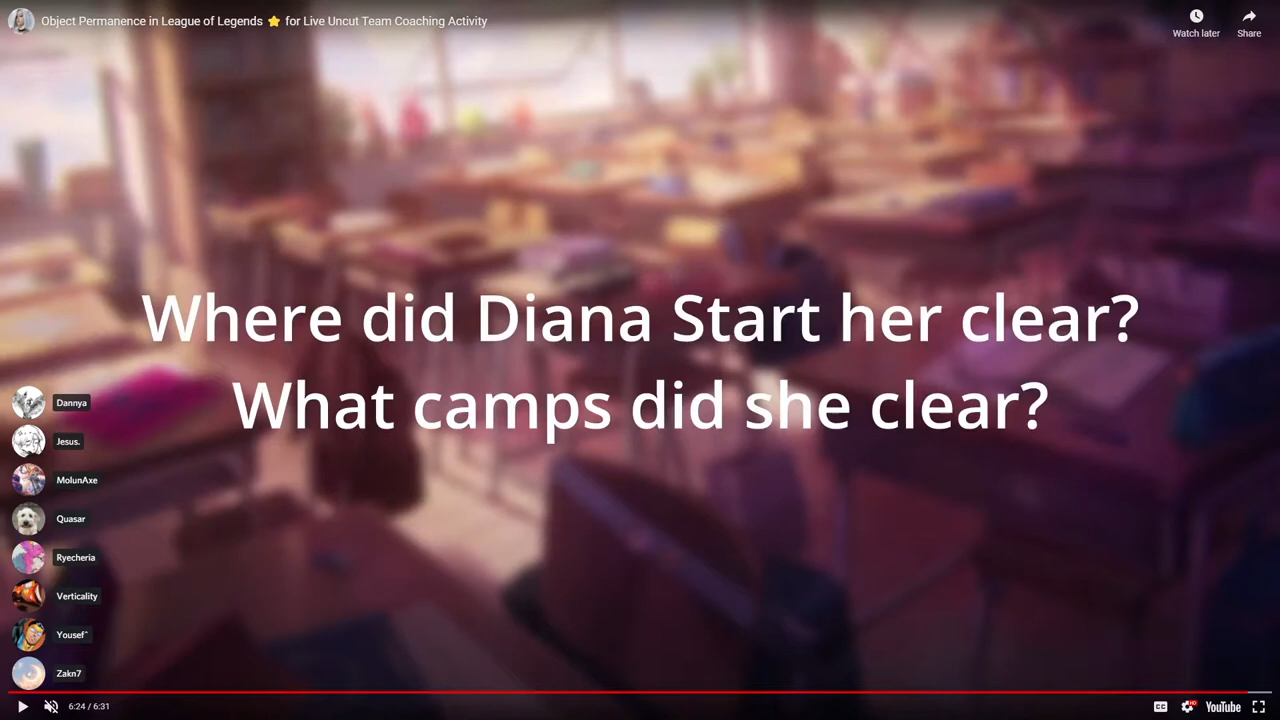 Object Permanence in League of Legends ⭐ for Live Uncut Team Coaching Activity
Watch later
Share
Where did Diana Start her clear?
What camps did she clear?
Dannya
Jesus.
MolunAxe
Quasar
Ryecheria
Verticality
Yousef^
Zakn7
6:24 / 6:31
CC
HD
YouTube